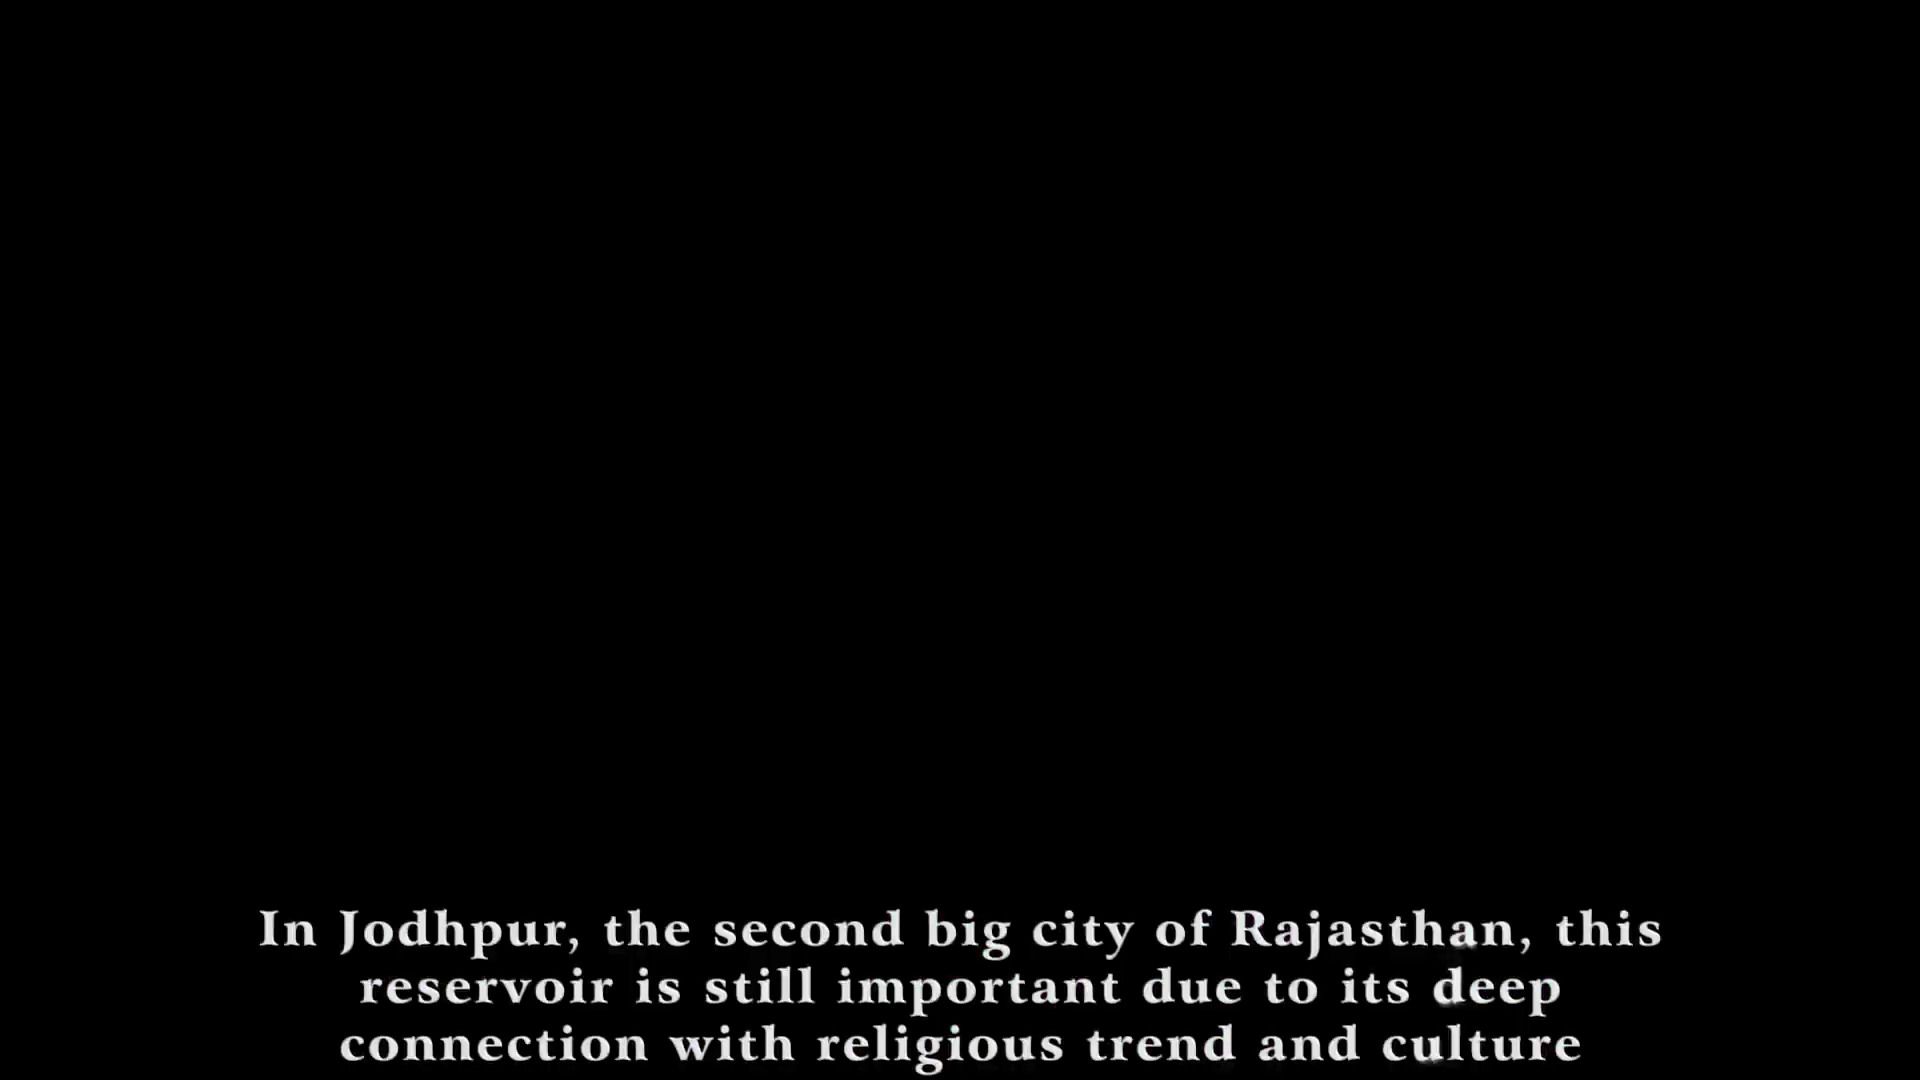 In Jodhpur, the second big city of Rajasthan, this
reservoir is still important due to its deep
connection with religious trend and culture